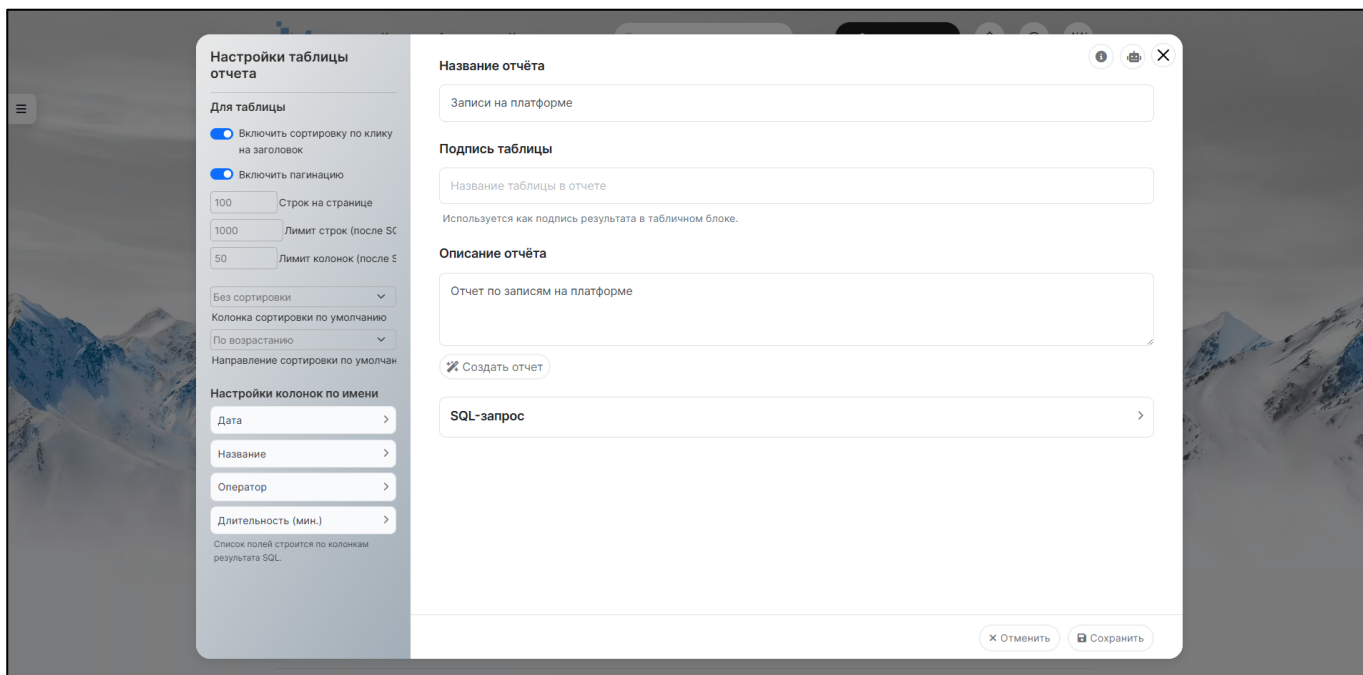 Настройки таблицы
отчета
Для таблицы
Включить сортировку по клику
на заголовок
Включить пагинацию
100 Строк на странице
1000 Лимит строк (после SQ
50 Лимит колонок (после S
Без сортировки
Колонка сортировки по умолчанию
По возрастанию
Направление сортировки по умолчан
Настройки колонок по имени
Дата
Название
Оператор
Длительность (мин.)
Список полей строится по колонкам
результата SQL.
Название отчёта
Записи на платформе
Подпись таблицы
Название таблицы в отчете
Используется как подпись результата в табличном блоке.
Описание отчёта
Отчет по записям на платформе
Создать отчет
SQL-запрос
Отменить
Сохранить